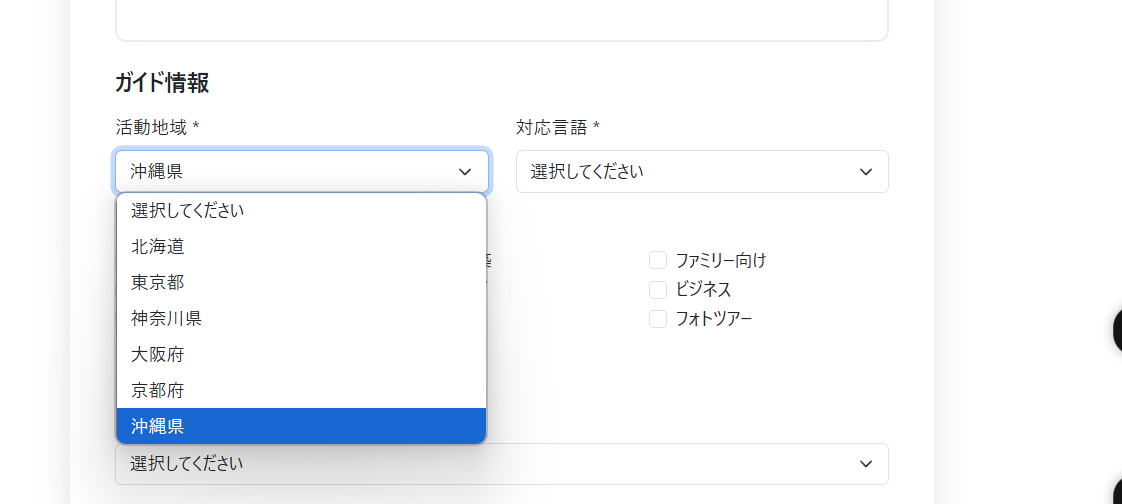 ガイド情報
活動地域 *
対応言語 *
沖縄県
選択してください
選択してください
北海道
東京都
神奈川県
大阪府
京都府
沖縄県
ファミリー向け
ビジネス
フォトツアー
選択してください